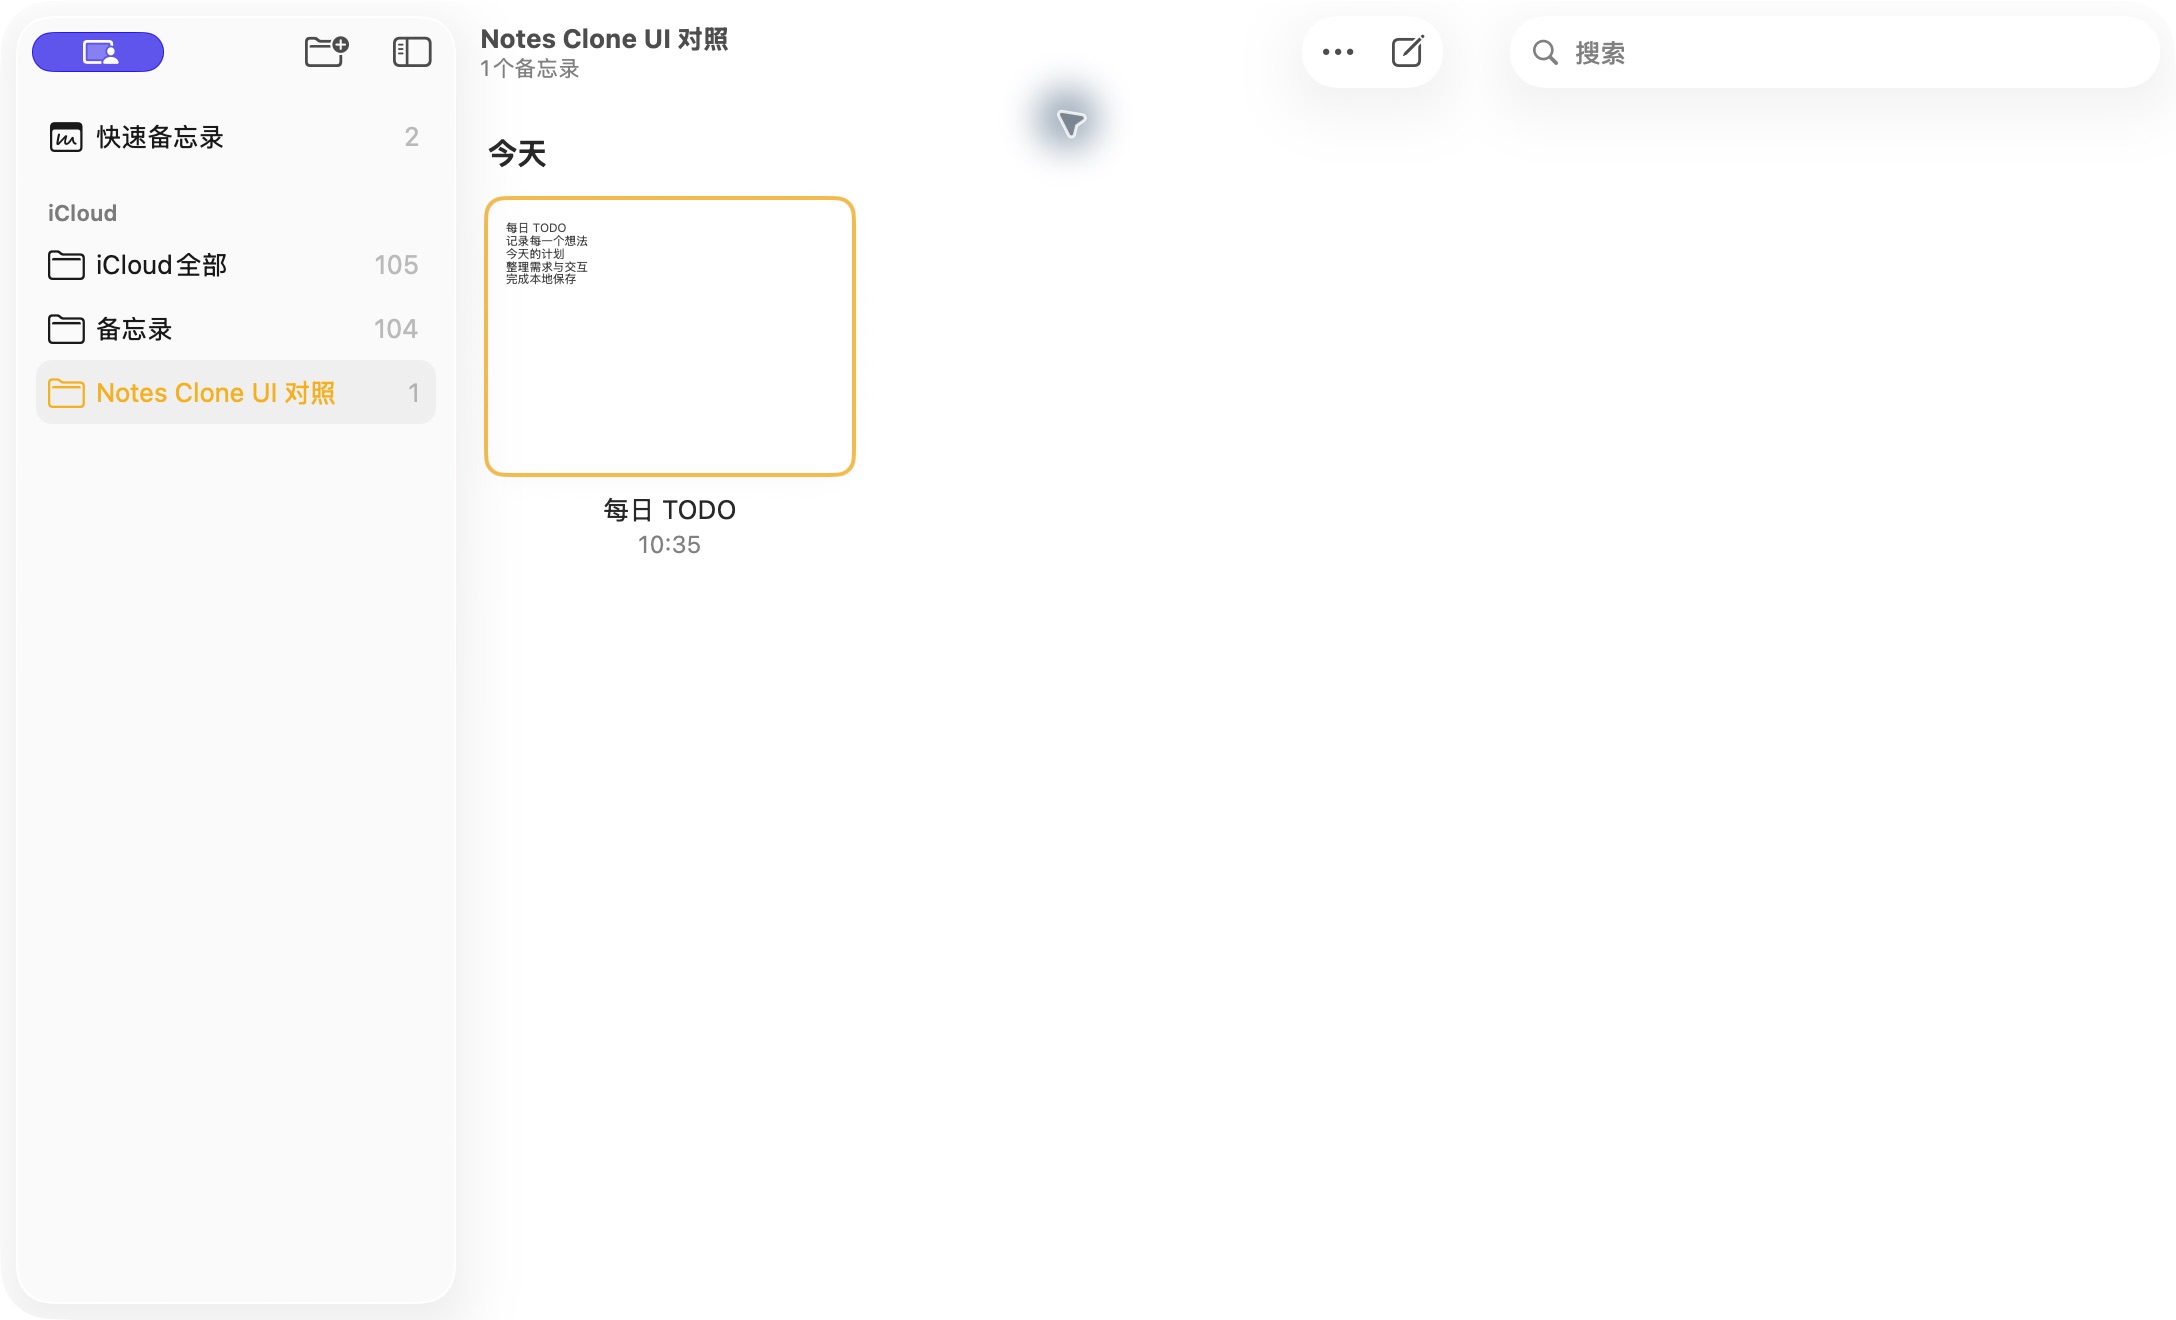 快速备忘录 2
iCloud
iCloud全部 105
备忘录 104
Notes Clone UI 对照 1
Notes Clone UI 对照
1个备忘录
搜索
今天
每日 TODO
记录每一个想法
今天的计划
整理需求与交互
完成本地保存
每日 TODO
10:35